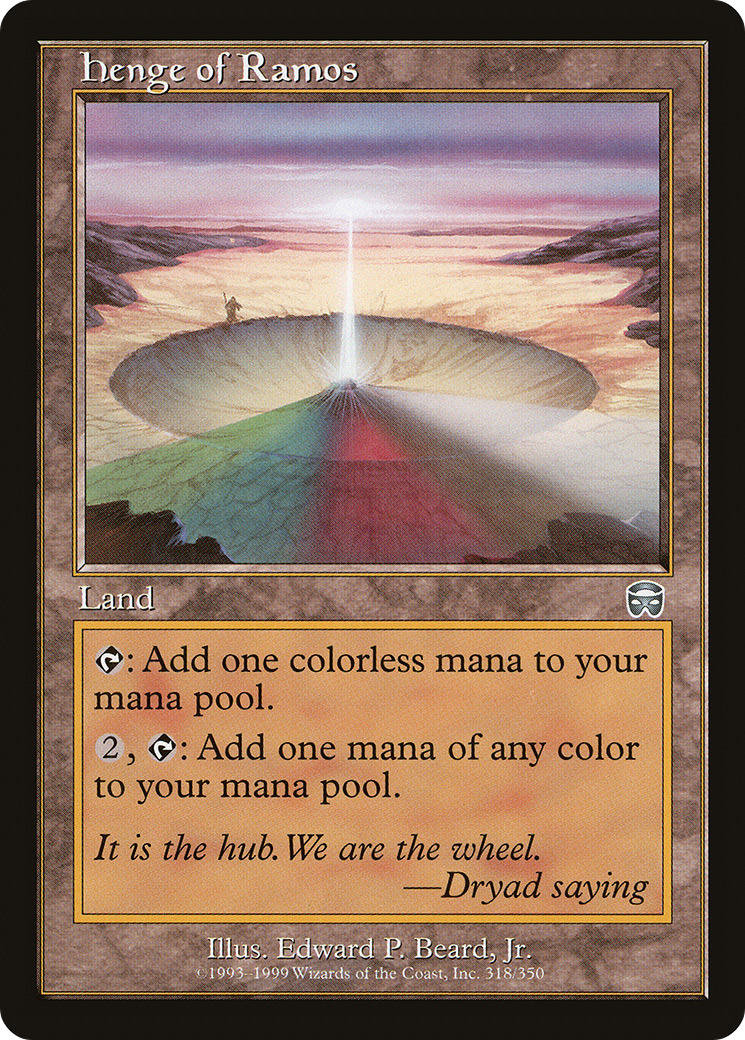 Henge of Ramos
Land
: Add one colorless mana to your
mana pool.
2, : Add one mana of any color
to your mana pool.
It is the hub. We are the wheel.
—Dryad saying
Illus. Edward P. Beard, Jr.
©1993–1999 Wizards of the Coast, Inc. 318/350